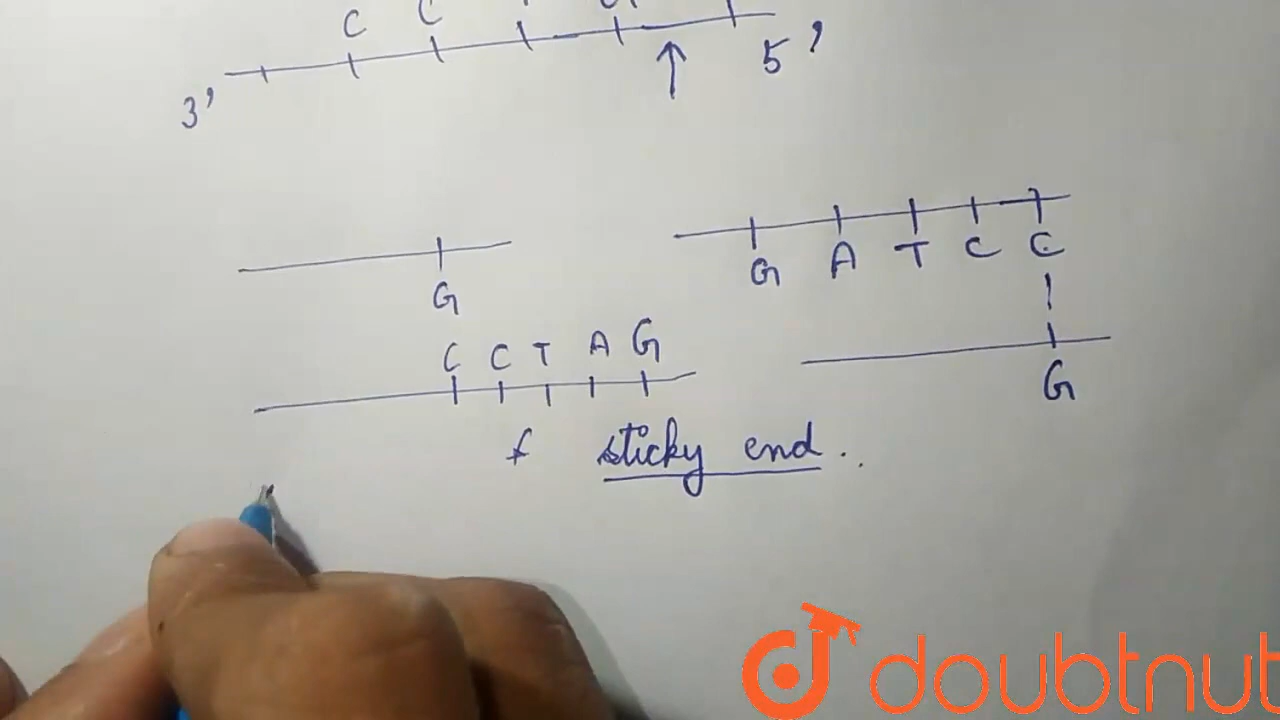 C C
3' 5'
G
G A T C C
C C T A G
G
sticky end.
doubtnut